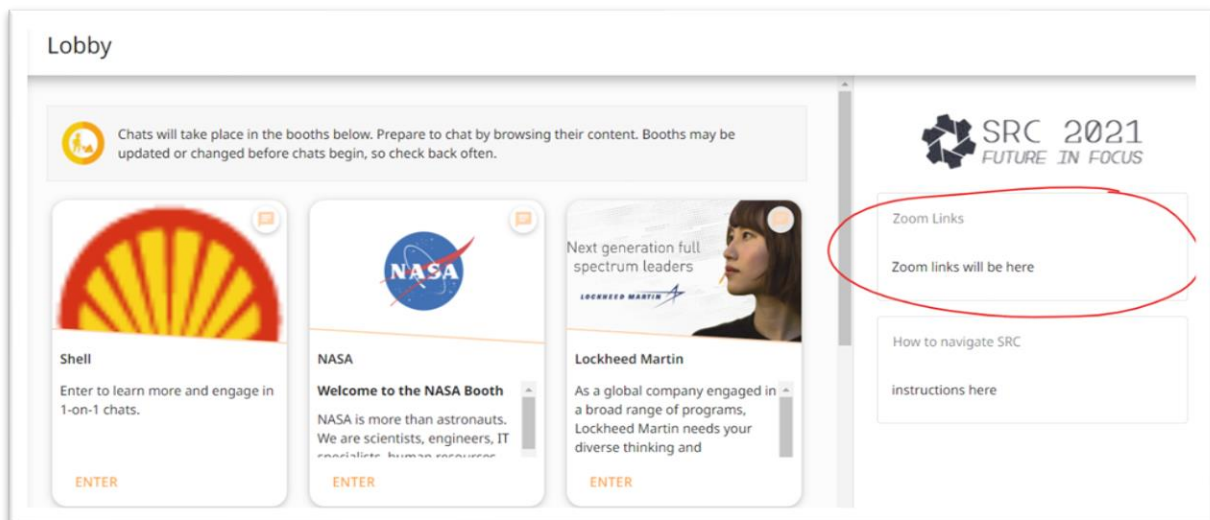 Lobby
Chats will take place in the booths below. Prepare to chat by browsing their content. Booths may be
updated or changed before chats begin, so check back often.
Shell
Enter to learn more and engage in
1-on-1 chats.
ENTER
NASA
NASA
Welcome to the NASA Booth
NASA is more than astronauts.
We are scientists, engineers, IT
specialists, human resources
ENTER
Next generation full
spectrum leaders
LOCKHEED MARTIN
Lockheed Martin
As a global company engaged in
a broad range of programs,
Lockheed Martin needs your
diverse thinking and
ENTER
SRC 2021
FUTURE IN FOCUS
Zoom Links
Zoom links will be here
How to navigate SRC
instructions here